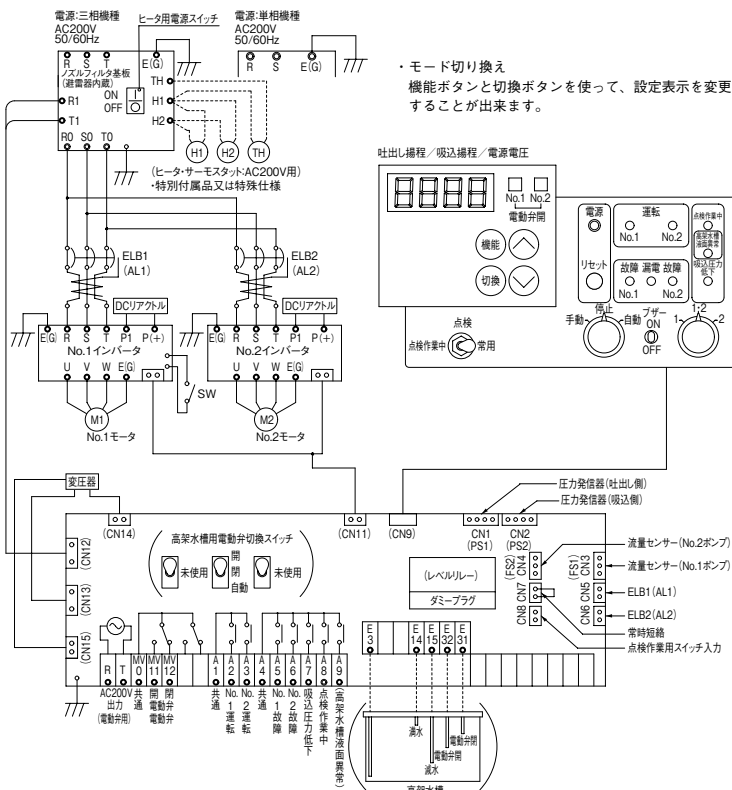 電源:三相機種
AC200V
50/60Hz
ヒータ用電源スイッチ
電源:単相機種
AC200V
50/60Hz
R S T E(G)
R S E(G)
ノイズフィルタ基板
(避雷器内蔵)
ON
OFF
TH
H1
H2
R1
T1
R0 S0 T0
H1 H2 TH
(ヒータ・サーモスタット:AC200V用)
・特別付属品又は特殊仕様
・モード切り換え
機能ボタンと切換ボタンを使って、設定表示を変更
することが出来ます。
吐出し揚程/吸込揚程/電源電圧
8888
No.1 No.2
電動弁開
機能
切換
電源
リセット
運転
No.1 No.2
故障 漏電 故障
No.1 No.2
点検作業中
高架水槽
液面異常
吸込圧力
低下
停止
手動 自動
ブザー
ON
OFF
1・2
1 2
点検
点検作業中 常用
ELB1
(AL1)
ELB2
(AL2)
DCリアクトル
DCリアクトル
E(G) R S T P1 P(+)
No.1インバータ
U V W E(G)
E(G) R S T P1 P(+)
No.2インバータ
U V W E(G)
SW
M1
No.1モータ
M2
No.2モータ
変圧器
(CN14)
(CN11)
(CN9)
CN1
(PS1)
CN2
(PS2)
圧力発信器(吐出し側)
圧力発信器(吸込側)
(CN12)
(CN13)
(CN15)
高架水槽用電動弁切換スイッチ
未使用
開
閉
自動
未使用
(レベルリレー)
ダミープラグ
(FS2)
CN4
CN7
CN8
(FS1)
CN3
CN5
CN6
流量センサー(No.2ポンプ)
流量センサー(No.1ポンプ)
ELB1(AL1)
ELB2(AL2)
常時短絡
点検作業用スイッチ入力
R T MV0 MV11 MV12 A1 A2 A3 A4 A5 A6 A7 A8 A9
E3 E14 E15 E32 E31
AC200V
出力
(電動弁用)
共通
開電動弁
閉電動弁
共通
No.1運転
No.2運転
共通
No.1故障
No.2故障
吸込圧力低下
点検作業中
(高架水槽液面異常)
満水
減水
電動弁開
電動弁閉
高架水槽